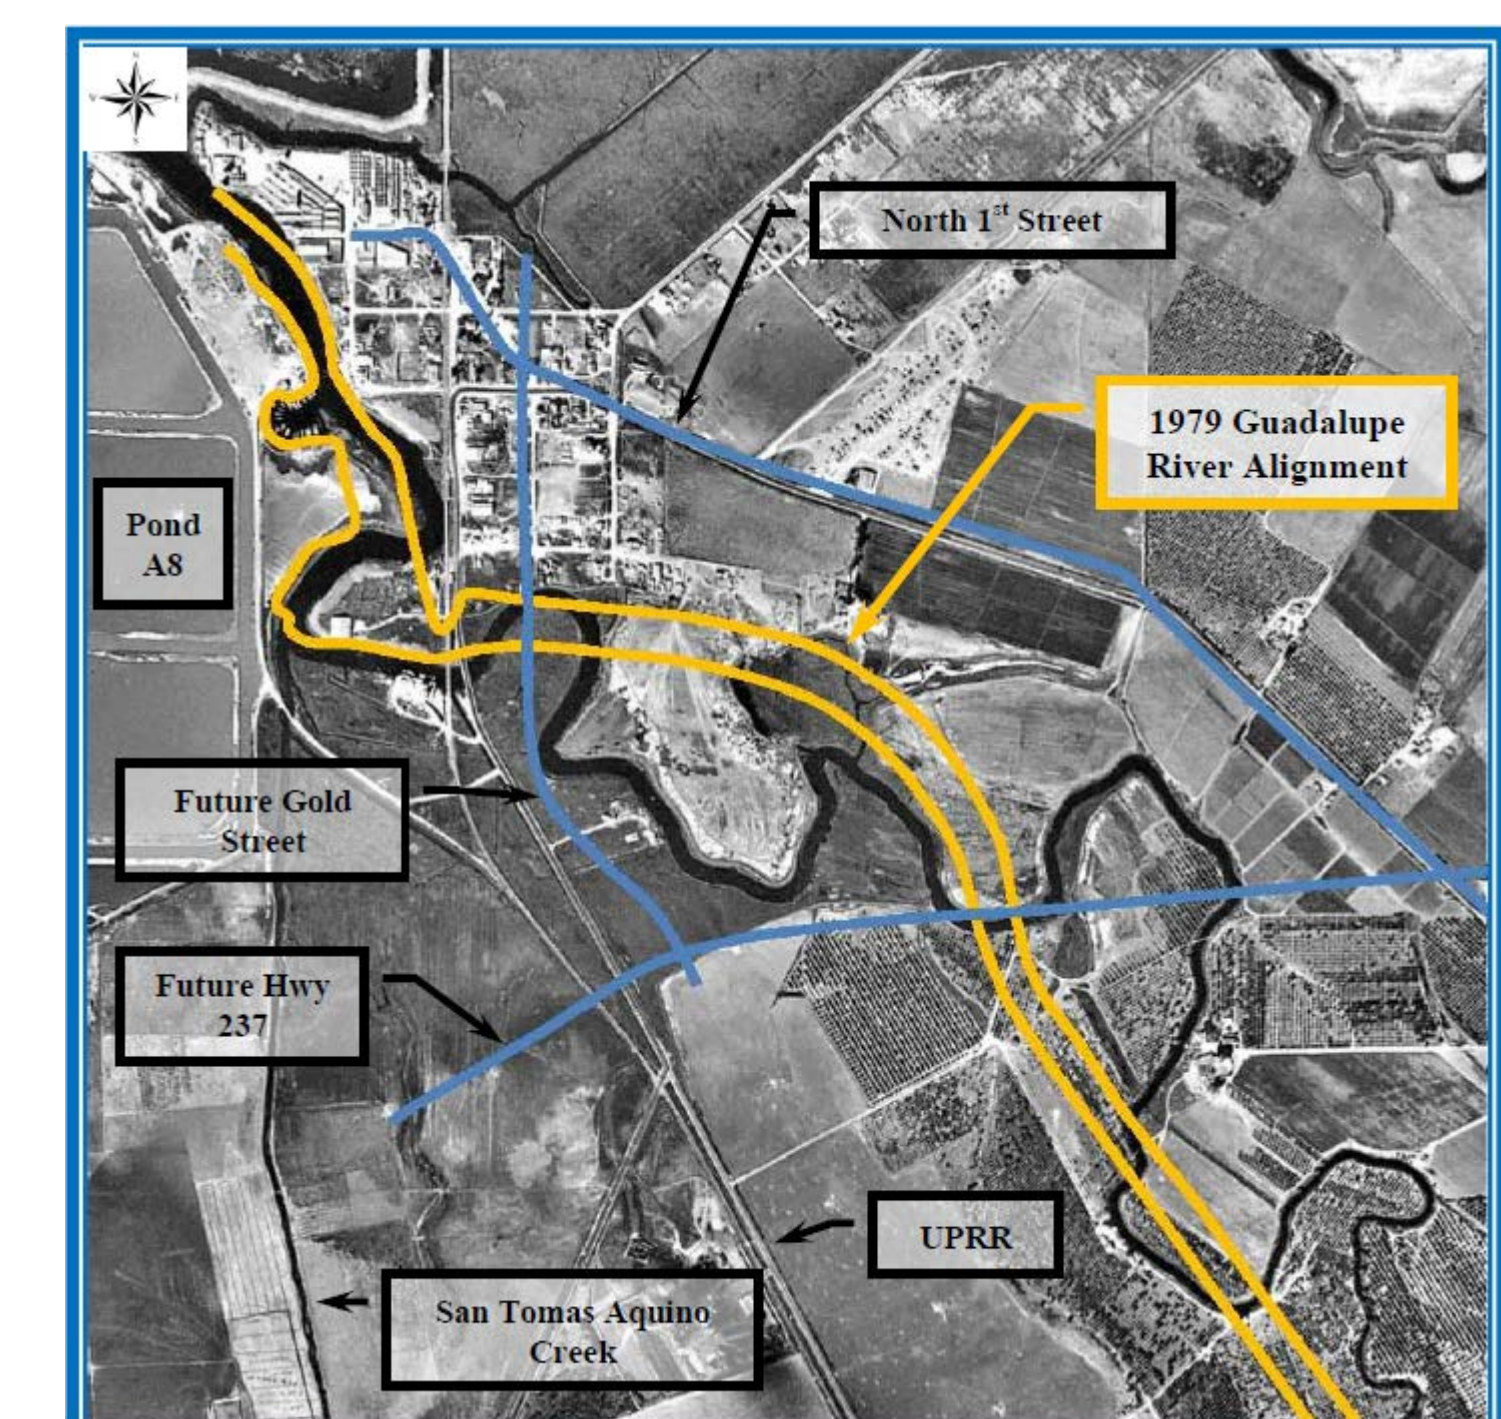 North 1st Street
1979 Guadalupe
River Alignment
Pond
A8
Future Gold
Street
Future Hwy
237
UPRR
San Tomas Aquino
Creek